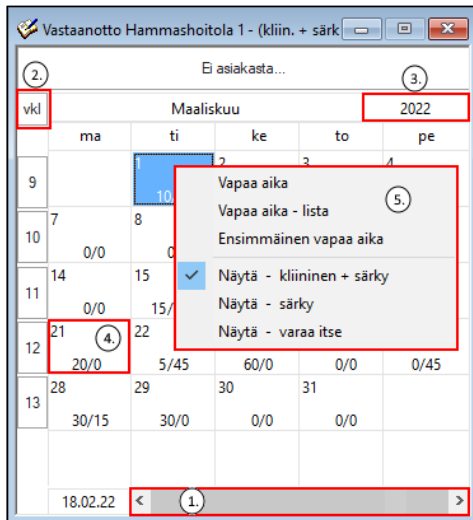 Vastaanotto Hammashoitola 1 - (kliin. + särk
Ei asiakasta...
2.
3.
vkl Maaliskuu 2022
ma ti ke to pe
9 1 2 3 4
10
Vapaa aika
5.
Vapaa aika - lista
Ensimmäinen vapaa aika
10 7 8
0/0 0
Näytä - kliininen + särky
11 14 15
0/0 15/
Näytä - särky
Näytä - varaa itse
12 21 4. 22
20/0 5/45 60/0 0/0 0/45
13 28 29 30 31
30/15 30/0 0/0 0/0
18.02.22 1.